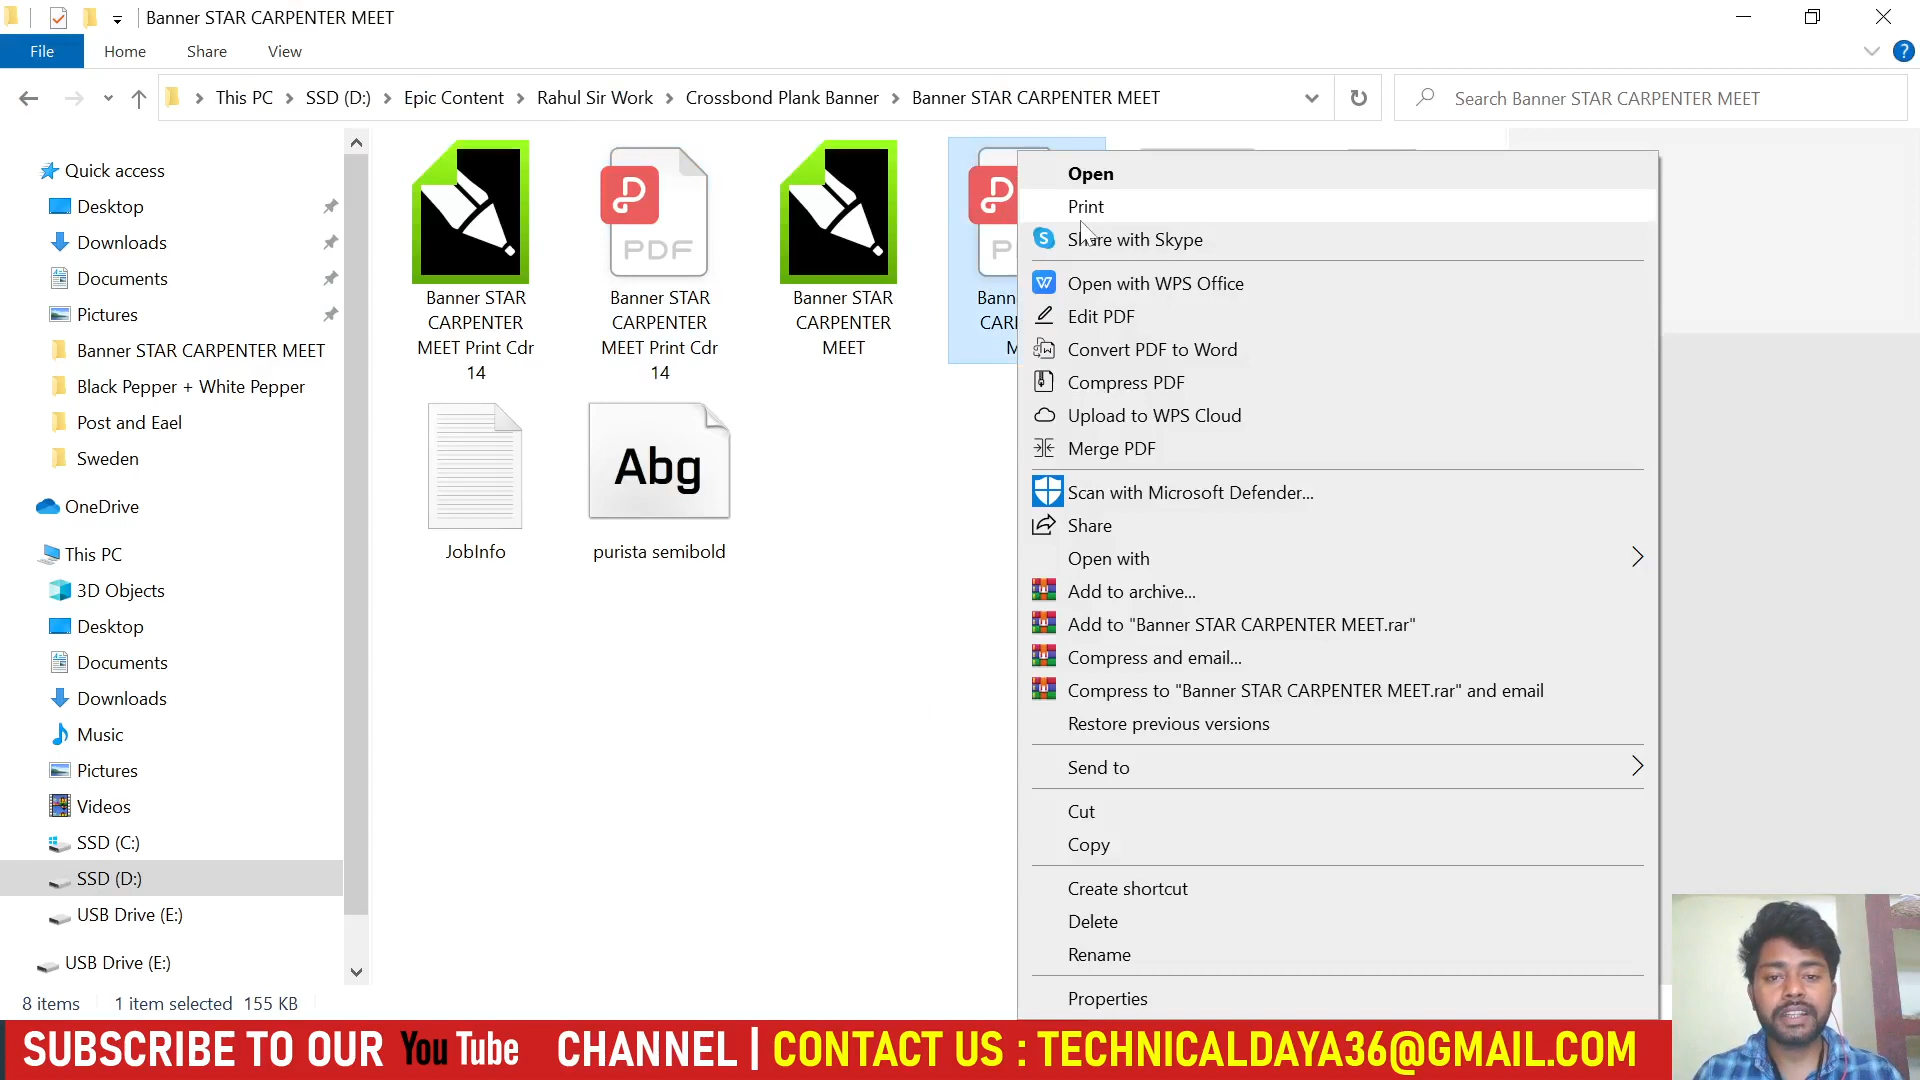 Banner STAR CARPENTER MEET
File Home Share View
This PC SSD (D:) Epic Content Rahul Sir Work Crossbond Plank Banner Banner STAR CARPENTER MEET
Search Banner STAR CARPENTER MEET
Quick access
Desktop
Downloads
Documents
Pictures
Banner STAR CARPENTER MEET
Black Pepper + White Pepper
Post and Eael
Sweden
OneDrive
This PC
3D Objects
Desktop
Documents
Downloads
Music
Pictures
Videos
SSD (C:)
SSD (D:)
USB Drive (E:)
USB Drive (E:)
PDF
Banner STAR
CARPENTER
MEET Print Cdr
14
Banner STAR
CARPENTER
MEET Print Cdr
14
Banner STAR
CARPENTER
MEET
Abg
JobInfo
purista semibold
Open
Print
Share with Skype
Open with WPS Office
Edit PDF
Convert PDF to Word
Compress PDF
Upload to WPS Cloud
Merge PDF
Scan with Microsoft Defender...
Share
Open with
Add to archive...
Add to "Banner STAR CARPENTER MEET.rar"
Compress and email...
Compress to "Banner STAR CARPENTER MEET.rar" and email
Restore previous versions
Send to
Cut
Copy
Create shortcut
Delete
Rename
Properties
8 items 1 item selected 155 KB
SUBSCRIBE TO OUR YouTube CHANNEL | CONTACT US : TECHNICALDAYA36@GMAIL.COM